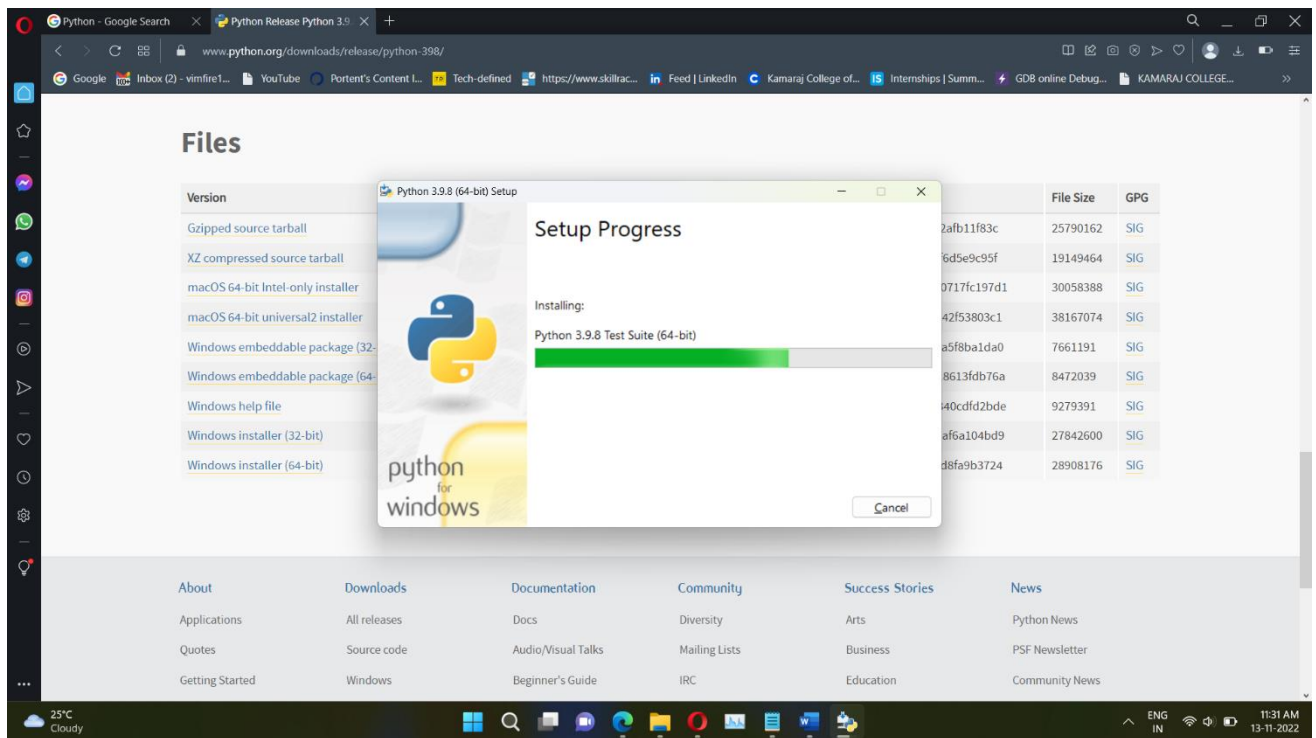 Python - Google Search
Python Release Python 3.9.
www.python.org/downloads/release/python-398/
Google
Inbox (2) - vimfire1...
YouTube
Portent's Content I...
Tech-defined
https://www.skillrac...
Feed | LinkedIn
Kamaraj College of...
Internships | Summ...
GDB online Debug...
KAMARAJ COLLEGE...
Files
Version
File Size
GPG
Gzipped source tarball
2afb11f83c
25790162
SIG
XZ compressed source tarball
f6d5e9c95f
19149464
SIG
macOS 64-bit Intel-only installer
0717fc197d1
30058388
SIG
macOS 64-bit universal2 installer
42f53803c1
38167074
SIG
Windows embeddable package (32-
a5f8ba1da0
7661191
SIG
Windows embeddable package (64-
8613fdb76a
8472039
SIG
Windows help file
40cdfd2bde
9279391
SIG
Windows installer (32-bit)
af6a104bd9
27842600
SIG
Windows installer (64-bit)
d8fa9b3724
28908176
SIG
Python 3.9.8 (64-bit) Setup
Setup Progress
Installing:
Python 3.9.8 Test Suite (64-bit)
python
for
windows
Cancel
About
Downloads
Documentation
Community
Success Stories
News
Applications
All releases
Docs
Diversity
Arts
Python News
Quotes
Source code
Audio/Visual Talks
Mailing Lists
Business
PSF Newsletter
Getting Started
Windows
Beginner's Guide
IRC
Education
Community News
25°C
Cloudy
ENG
IN
11:31 AM
13-11-2022